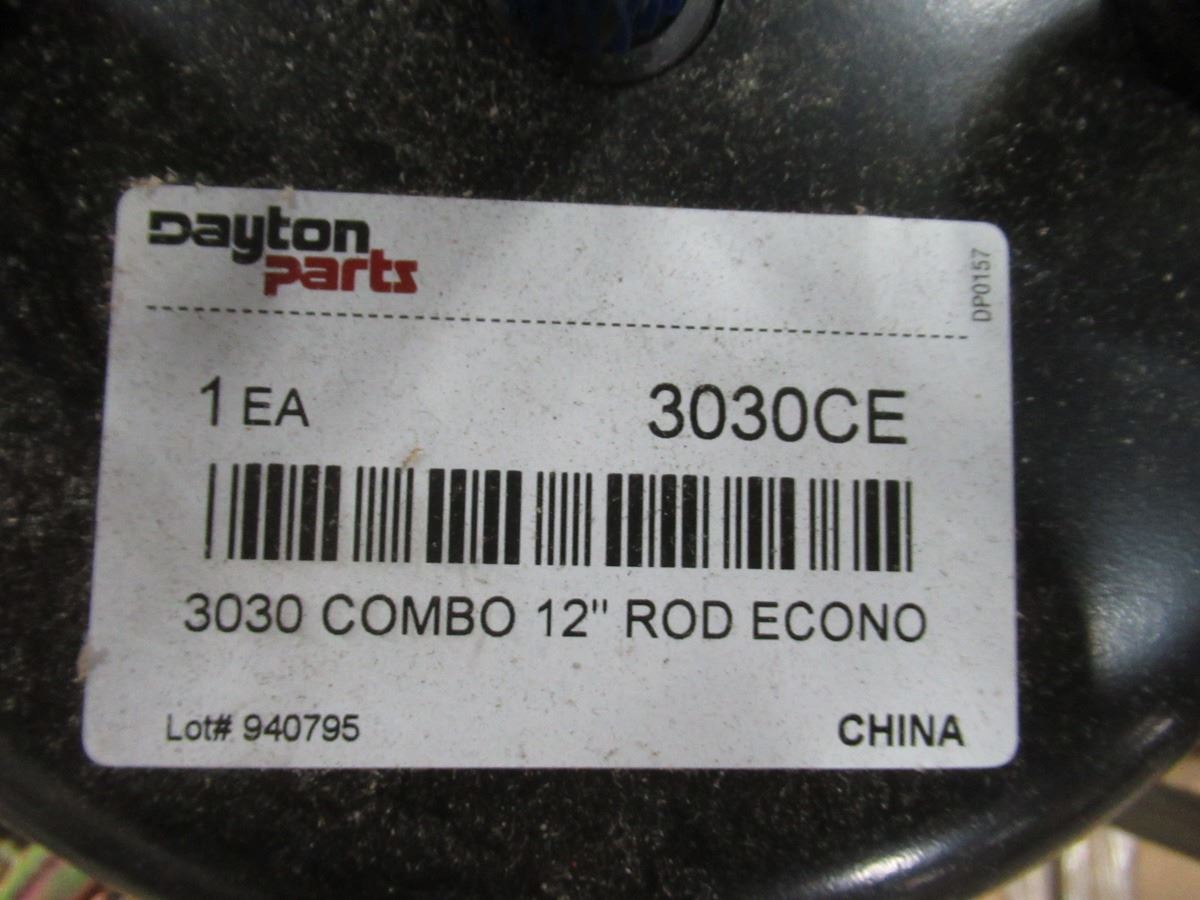 Dayton
parts
DP0157
1 EA
3030CE
3030 COMBO 12" ROD ECONO
Lot# 940795
CHINA